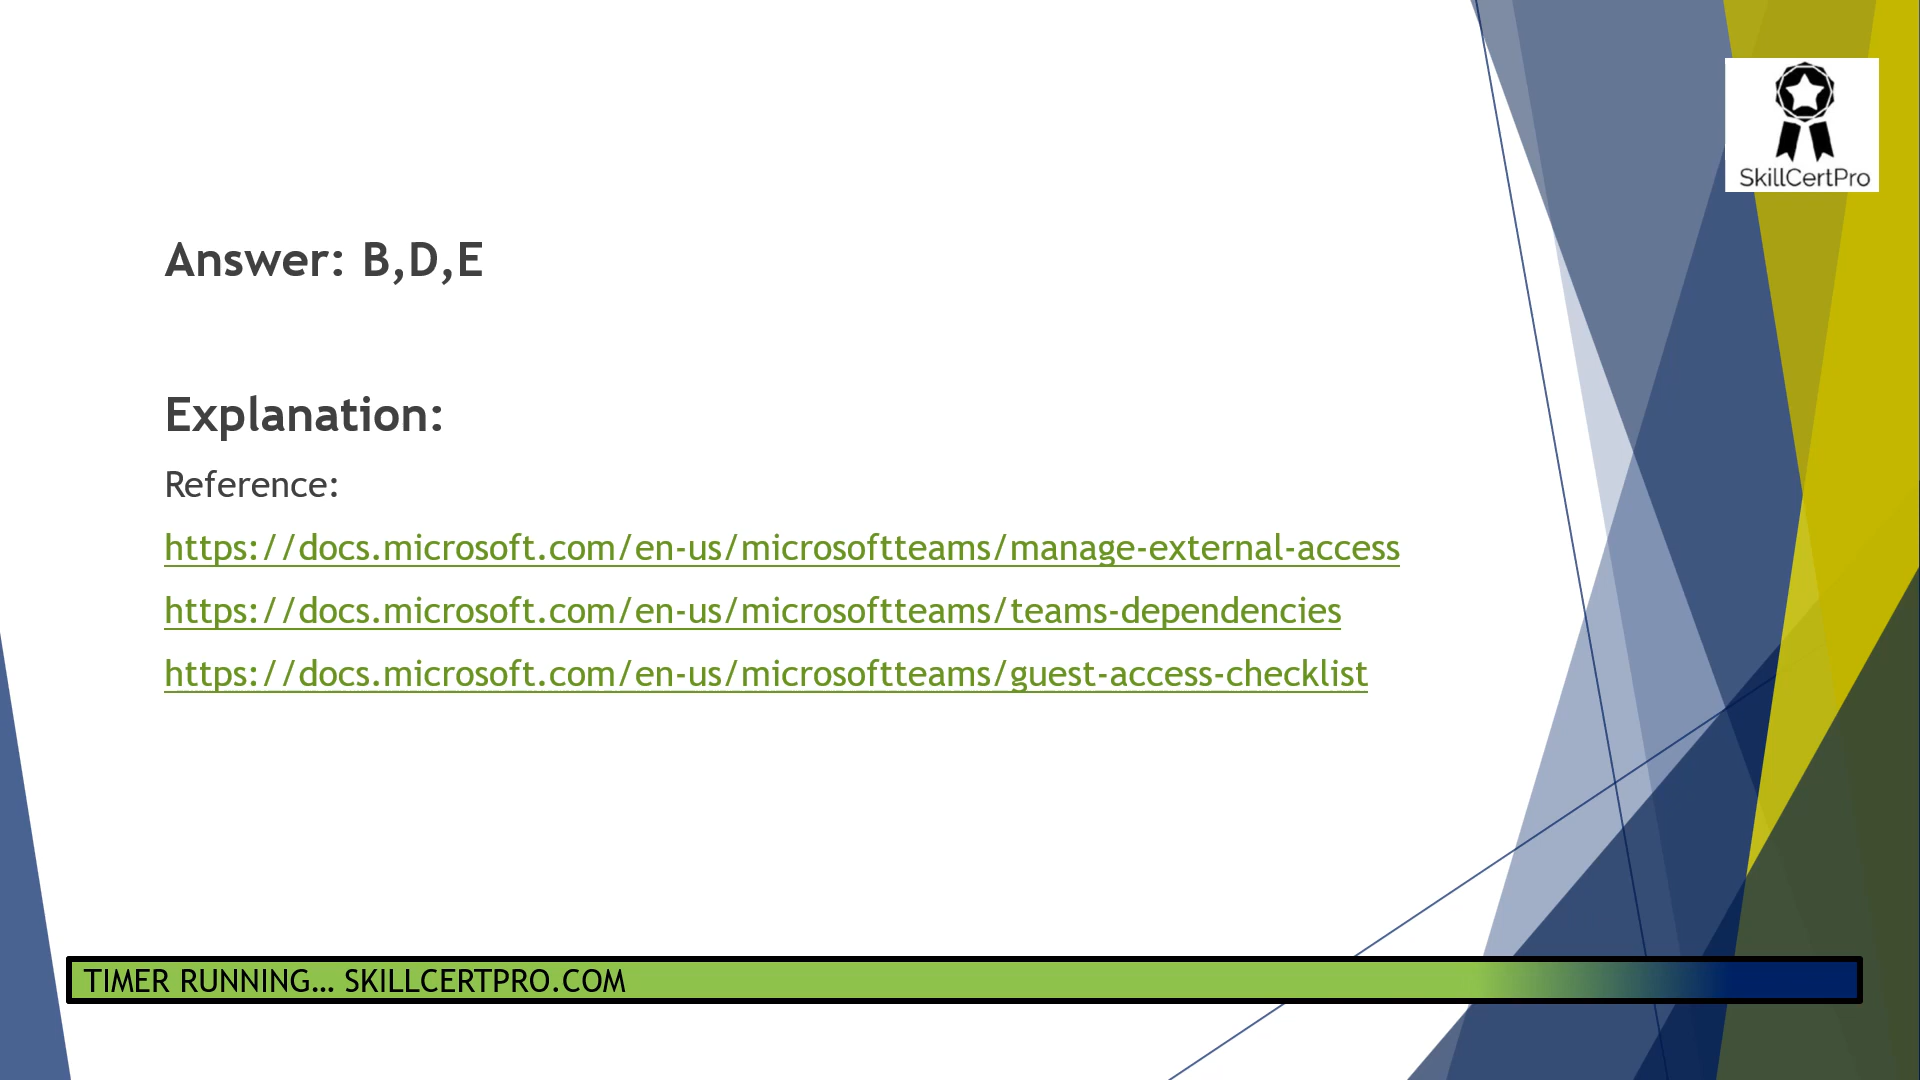 SkillCertPro
Answer: B,D,E
Explanation:
Reference:
https://docs.microsoft.com/en-us/microsoftteams/manage-external-access
https://docs.microsoft.com/en-us/microsoftteams/teams-dependencies
https://docs.microsoft.com/en-us/microsoftteams/guest-access-checklist
TIMER RUNNING... SKILLCERTPRO.COM